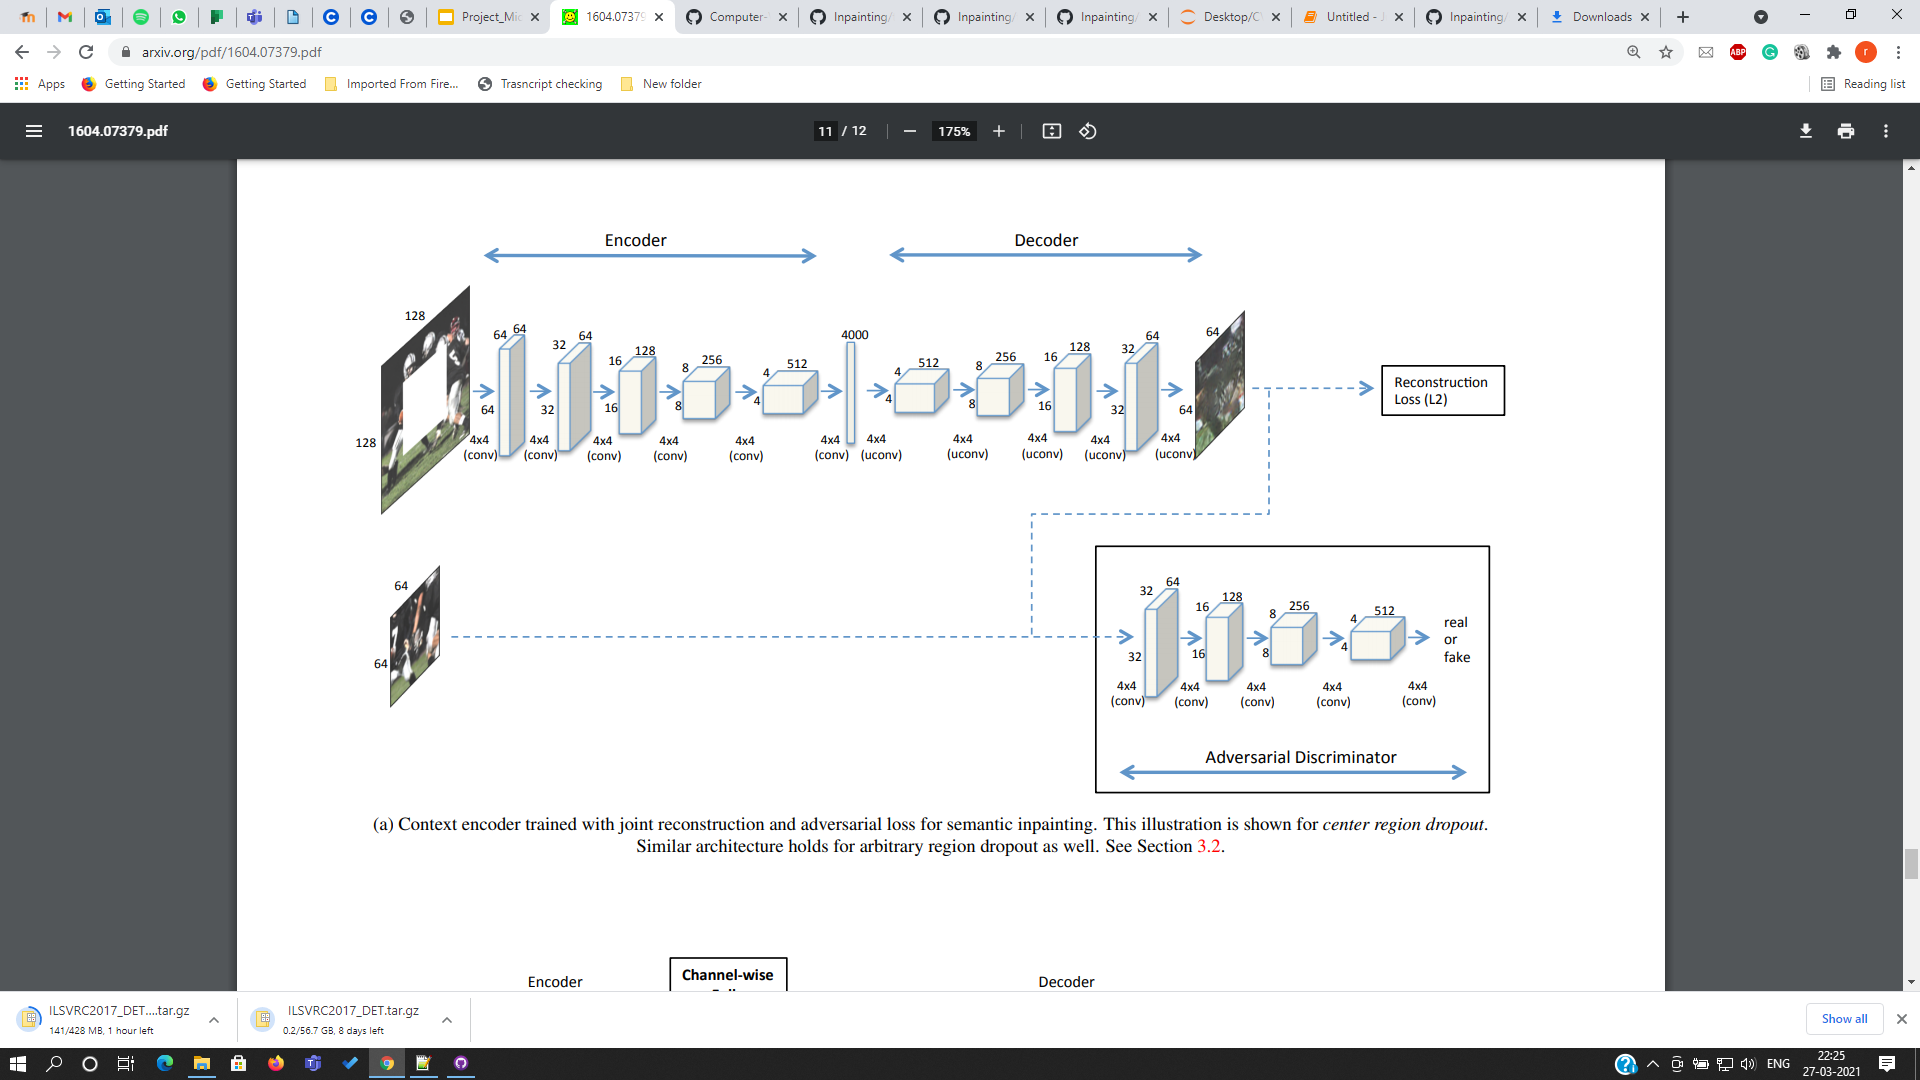 Project_Mic
1604.07379
Computer-
Inpainting/
Inpainting/
Inpainting/
Desktop/C
Untitled - J
Inpainting/
Downloads
arxiv.org/pdf/1604.07379.pdf
ABP
r
Apps
Getting Started
Getting Started
Imported From Fire...
Trasncript checking
New folder
Reading list
1604.07379.pdf
11 / 12
175%
Encoder
Decoder
128
128
64 64
64
32 64
32
16 128
16
8 256
8
4 512
4
4000
4 512
4
8 256
8
16 128
16
32 64
32
64
64
4x4 (conv)
4x4 (conv)
4x4 (conv)
4x4 (conv)
4x4 (conv)
4x4 (conv)
4x4 (uconv)
4x4 (uconv)
4x4 (uconv)
4x4 (uconv)
4x4 (uconv)
Reconstruction
Loss (L2)
64
64
32 64
32
16 128
16
8 256
8
4 512
4
real
or
fake
4x4 (conv)
4x4 (conv)
4x4 (conv)
4x4 (conv)
4x4 (conv)
Adversarial Discriminator
(a) Context encoder trained with joint reconstruction and adversarial loss for semantic inpainting. This illustration is shown for center region dropout.
Similar architecture holds for arbitrary region dropout as well. See Section 3.2.
Encoder
Channel-wise
Decoder
ILSVRC2017_DET....tar.gz
141/428 MB, 1 hour left
ILSVRC2017_DET.tar.gz
0.2/56.7 GB, 8 days left
Show all
ENG
22:25
27-03-2021